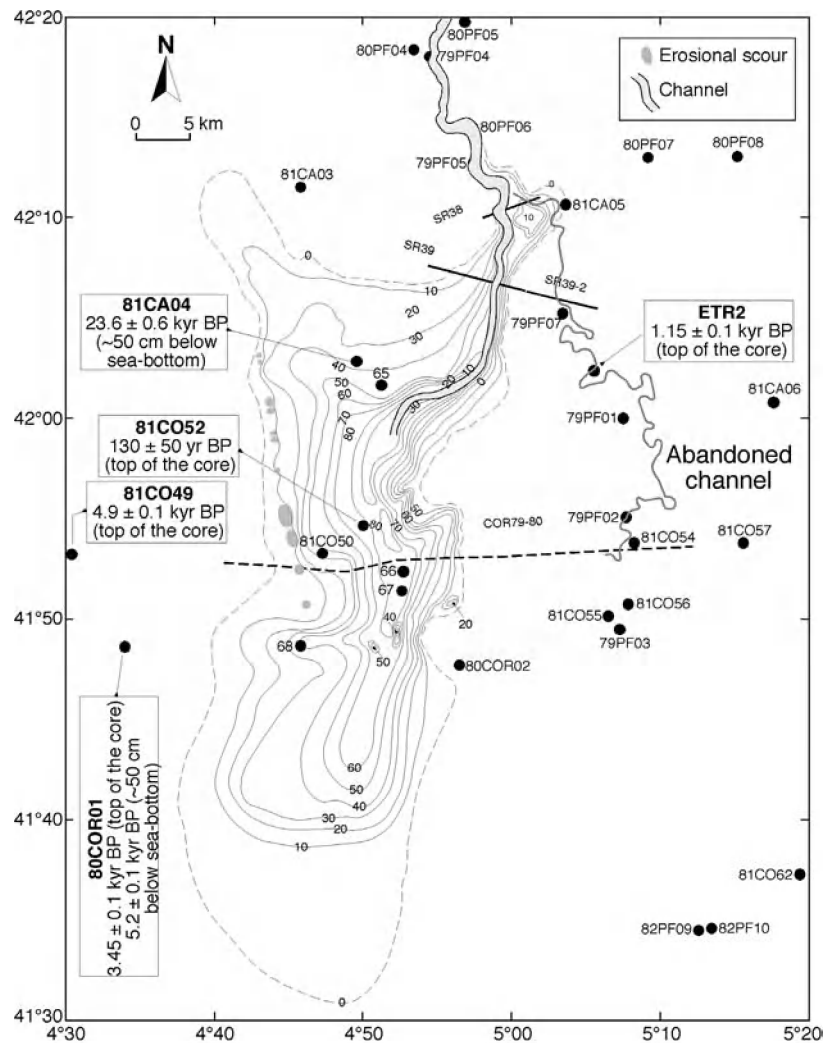 42°20
42°10
42°00
41°50
41°40
41°30
4°30
4°40
4°50
5°00
5°10
5°20
N
0 5 km
Erosional scour
Channel
80PF05
80PF04
79PF04
80PF06
79PF05
80PF07
80PF08
81CA03
81CA05
SR38
SR39
SR39-2
79PF07
81CA04
23.6 ± 0.6 kyr BP
(~50 cm below
sea-bottom)
ETR2
1.15 ± 0.1 kyr BP
(top of the core)
65
81CA06
79PF01
81CO52
130 ± 50 yr BP
(top of the core)
Abandoned
channel
81CO49
4.9 ± 0.1 kyr BP
(top of the core)
79PF02
COR79-80
81CO54
81CO57
81CO50
66
67
81CO56
81CO55
79PF03
68
80COR02
80COR01
3.45 ± 0.1 kyr BP (top of the core)
5.2 ± 0.1 kyr BP (~50 cm
below sea-bottom)
81CO62
82PF09
82PF10
0
10
0
10
20
30
40
50
60
70
80
30
20
10
0
80
70
60
50
40
50
20
60
50
40
30
20
10
0